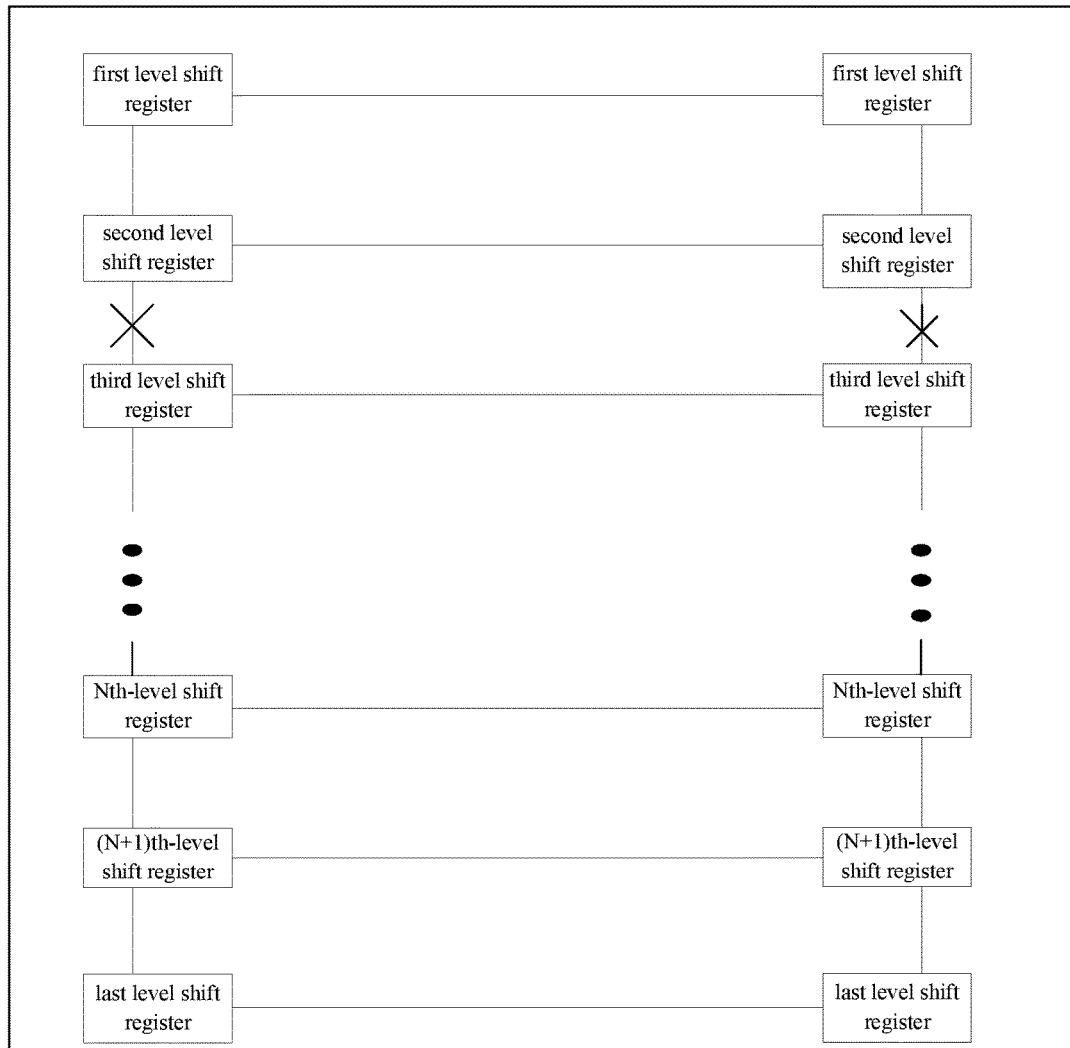 first level shift
register
first level shift
register
second level
shift register
second level
shift register
third level shift
register
third level shift
register
Nth-level shift
register
Nth-level shift
register
(N+1)th-level
shift register
(N+1)th-level
shift register
last level shift
register
last level shift
register